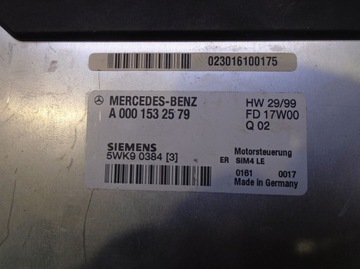 023016100175
MERCEDES-BENZ HW 29/99
A 000 153 25 79 FD 17W00
Q 02
SIEMENS Motorsteuerung
5WK9 0384 [3] ER SIM4 LE
0161 0017
Made in Germany